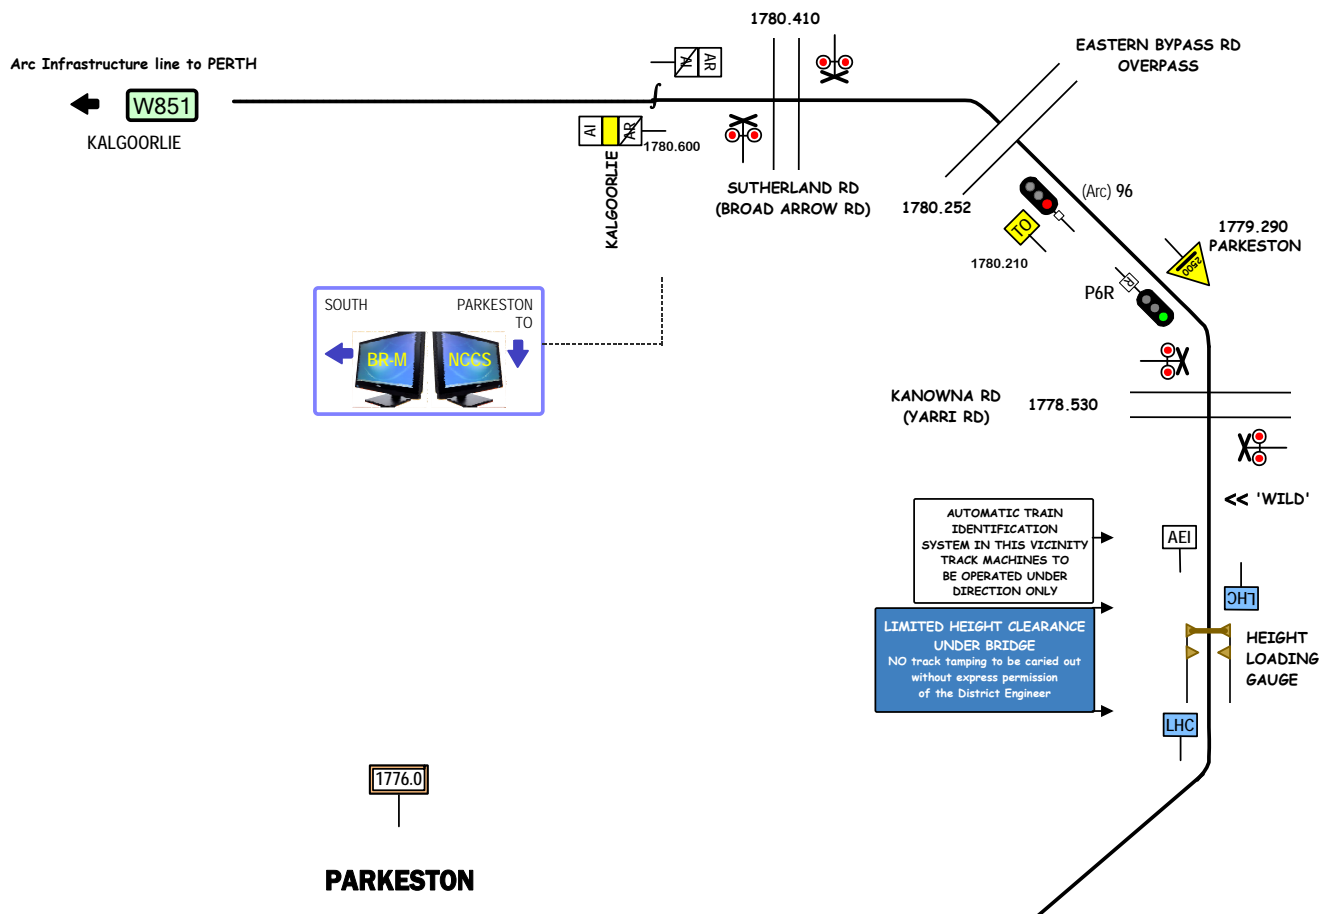 1780.410
EASTERN BYPASS RD
OVERPASS
Arc Infrastructure line to PERTH
AI AR
W851
KALGOORLIE
AI AR
1780.600
KALGOORLIE
SUTHERLAND RD
(BROAD ARROW RD)
1780.252
(Arc) 96
TO
1780.210
1779.290
PARKESTON
2500
P6R
R
SOUTH
PARKESTON
TO
BR-M
NCCS
KANOWNA RD
(YARRI RD)
1778.530
<< 'WILD'
AUTOMATIC TRAIN
IDENTIFICATION
SYSTEM IN THIS VICINITY
TRACK MACHINES TO
BE OPERATED UNDER
DIRECTION ONLY
AEI
LHC
LIMITED HEIGHT CLEARANCE
UNDER BRIDGE
NO track tamping to be caried out
without express permission
of the District Engineer
HEIGHT
LOADING
GAUGE
LHC
1776.0
PARKESTON